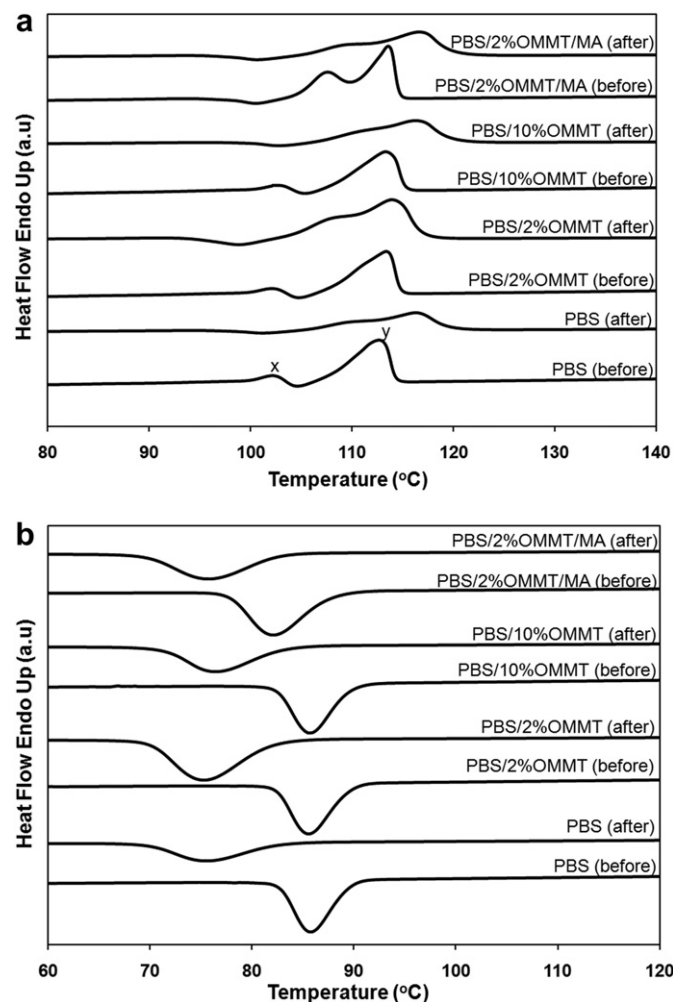 a
PBS/2%OMMT/MA (after)
PBS/2%OMMT/MA (before)
PBS/10%OMMT (after)
PBS/10%OMMT (before)
PBS/2%OMMT (after)
PBS/2%OMMT (before)
PBS (after)
x
y
PBS (before)
Heat Flow Endo Up (a.u)
80 90 100 110 120 130 140
Temperature (°C)
b
PBS/2%OMMT/MA (after)
PBS/2%OMMT/MA (before)
PBS/10%OMMT (after)
PBS/10%OMMT (before)
PBS/2%OMMT (after)
PBS/2%OMMT (before)
PBS (after)
PBS (before)
Heat Flow Endo Up (a.u)
60 70 80 90 100 110 120
Temperature (°C)